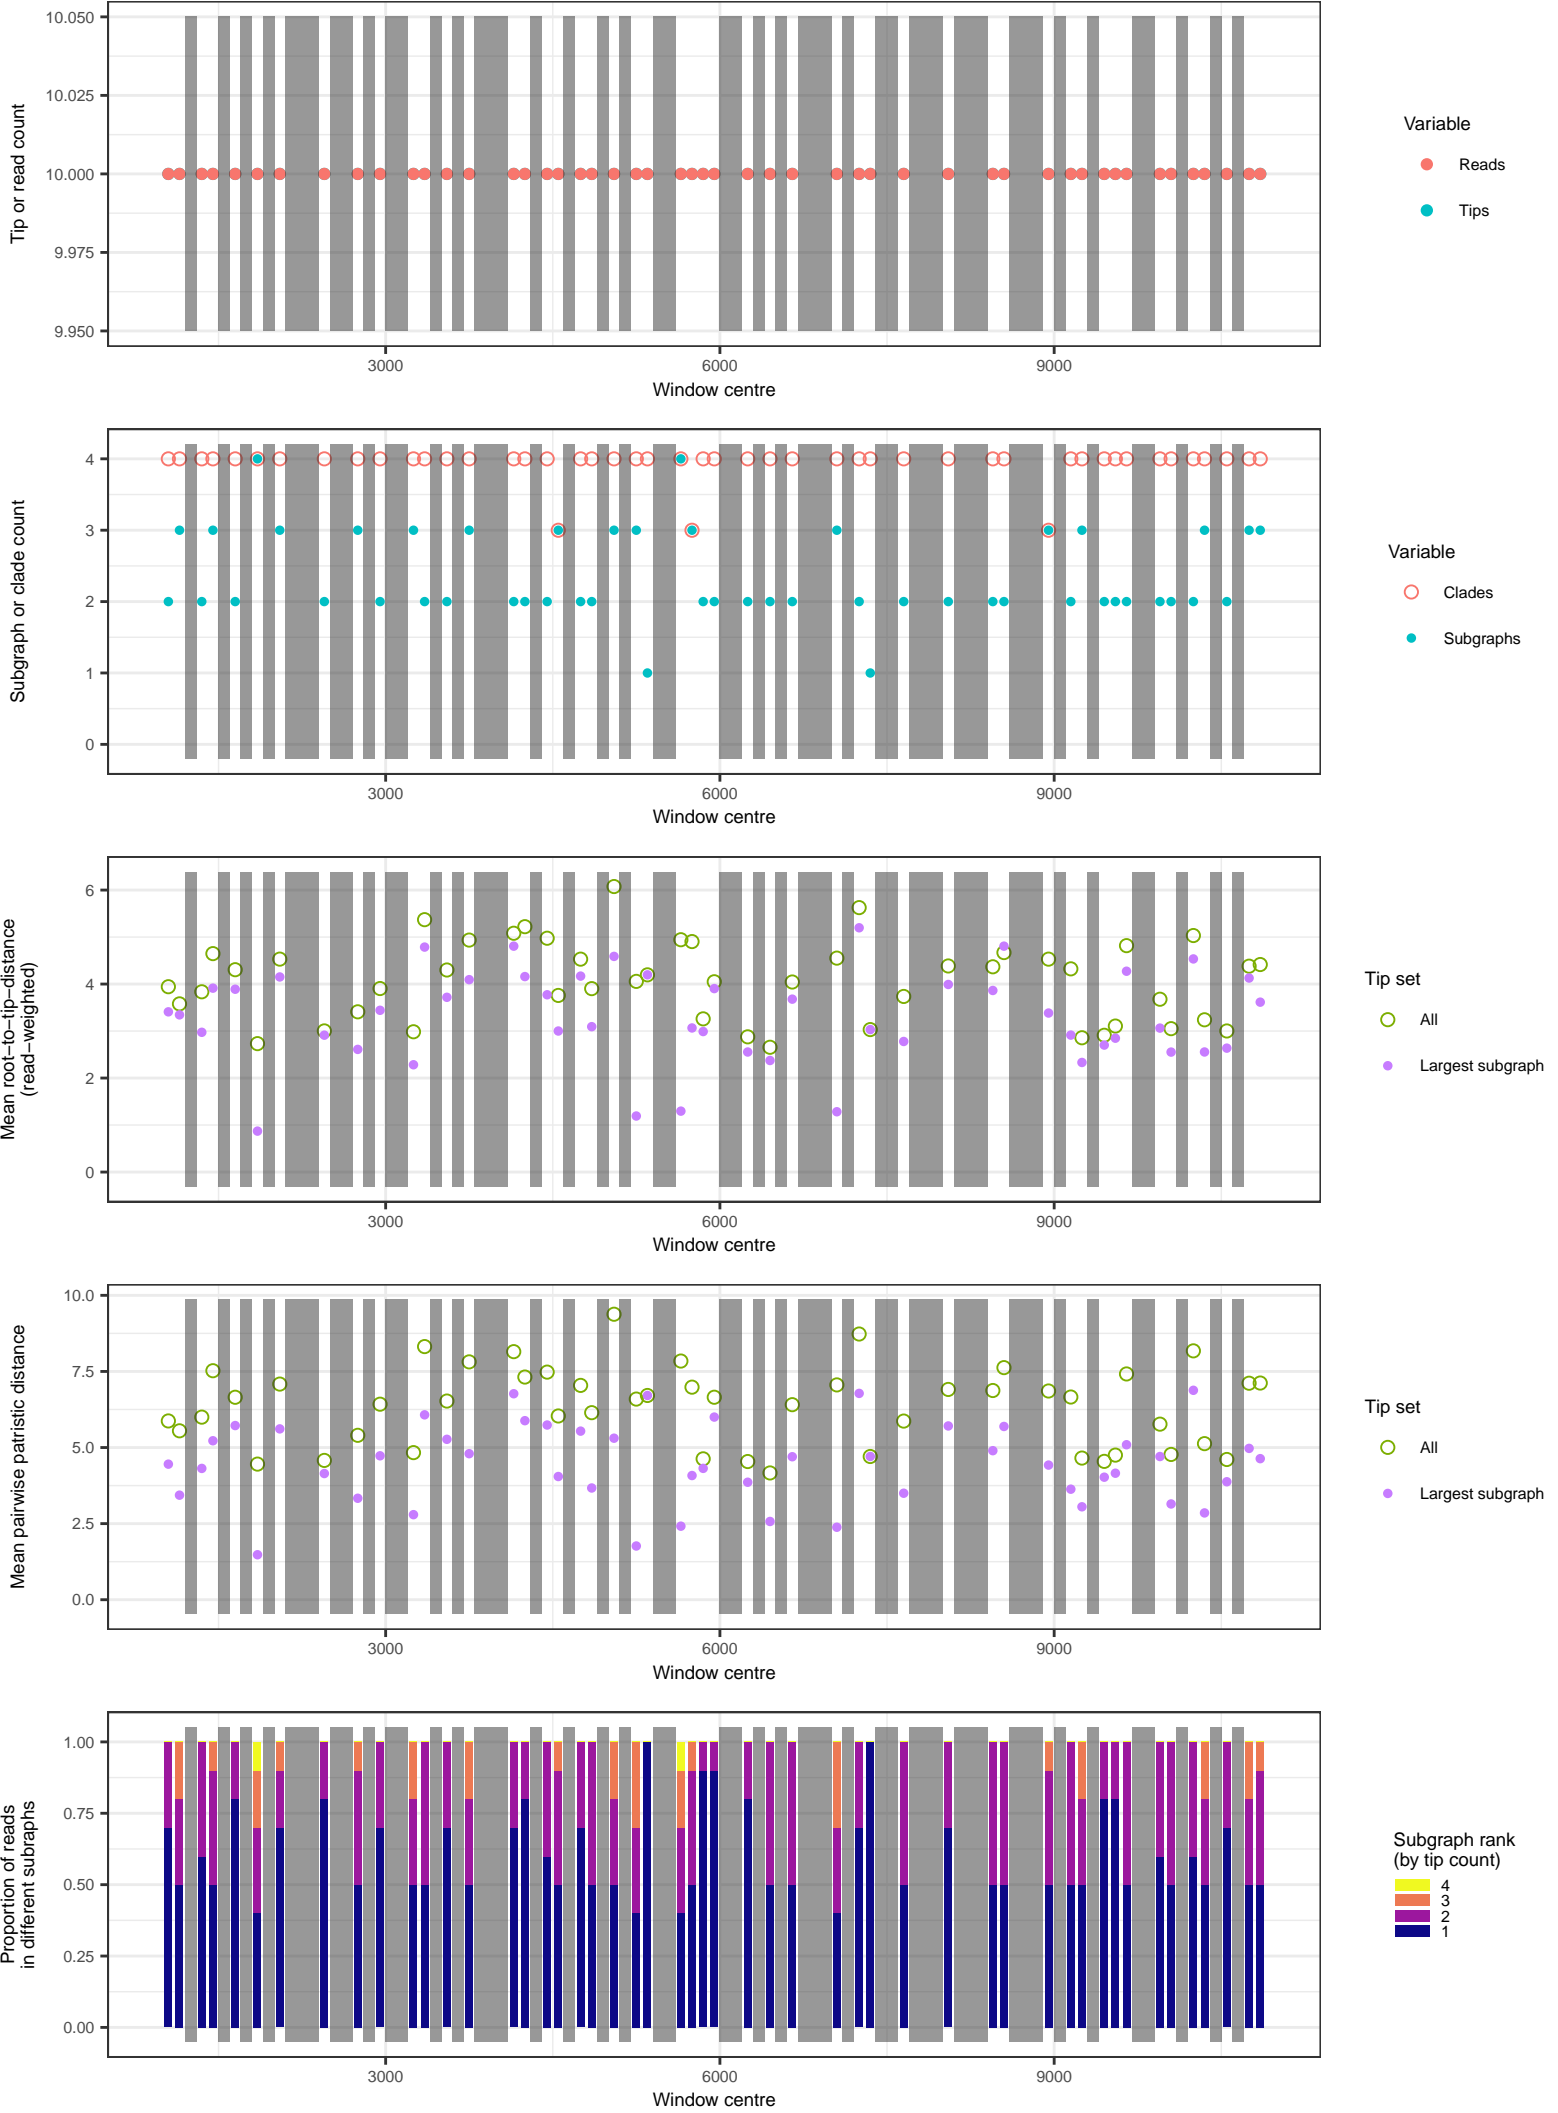 10.050
10.025
10.000
9.975
9.950
Tip or read count
3000 6000 9000
Window centre
Variable
Reads
Tips
4
3
2
1
0
Subgraph or clade count
3000 6000 9000
Window centre
Variable
Clades
Subgraphs
6
4
2
0
Mean root−to−tip−distance
(read−weighted)
3000 6000 9000
Window centre
Tip set
All
Largest subgraph
10.0
7.5
5.0
2.5
0.0
Mean pairwise patristic distance
3000 6000 9000
Window centre
Tip set
All
Largest subgraph
1.00
0.75
0.50
0.25
0.00
Proportion of reads
in different subraphs
3000 6000 9000
Window centre
Subgraph rank
(by tip count)
4
3
2
1